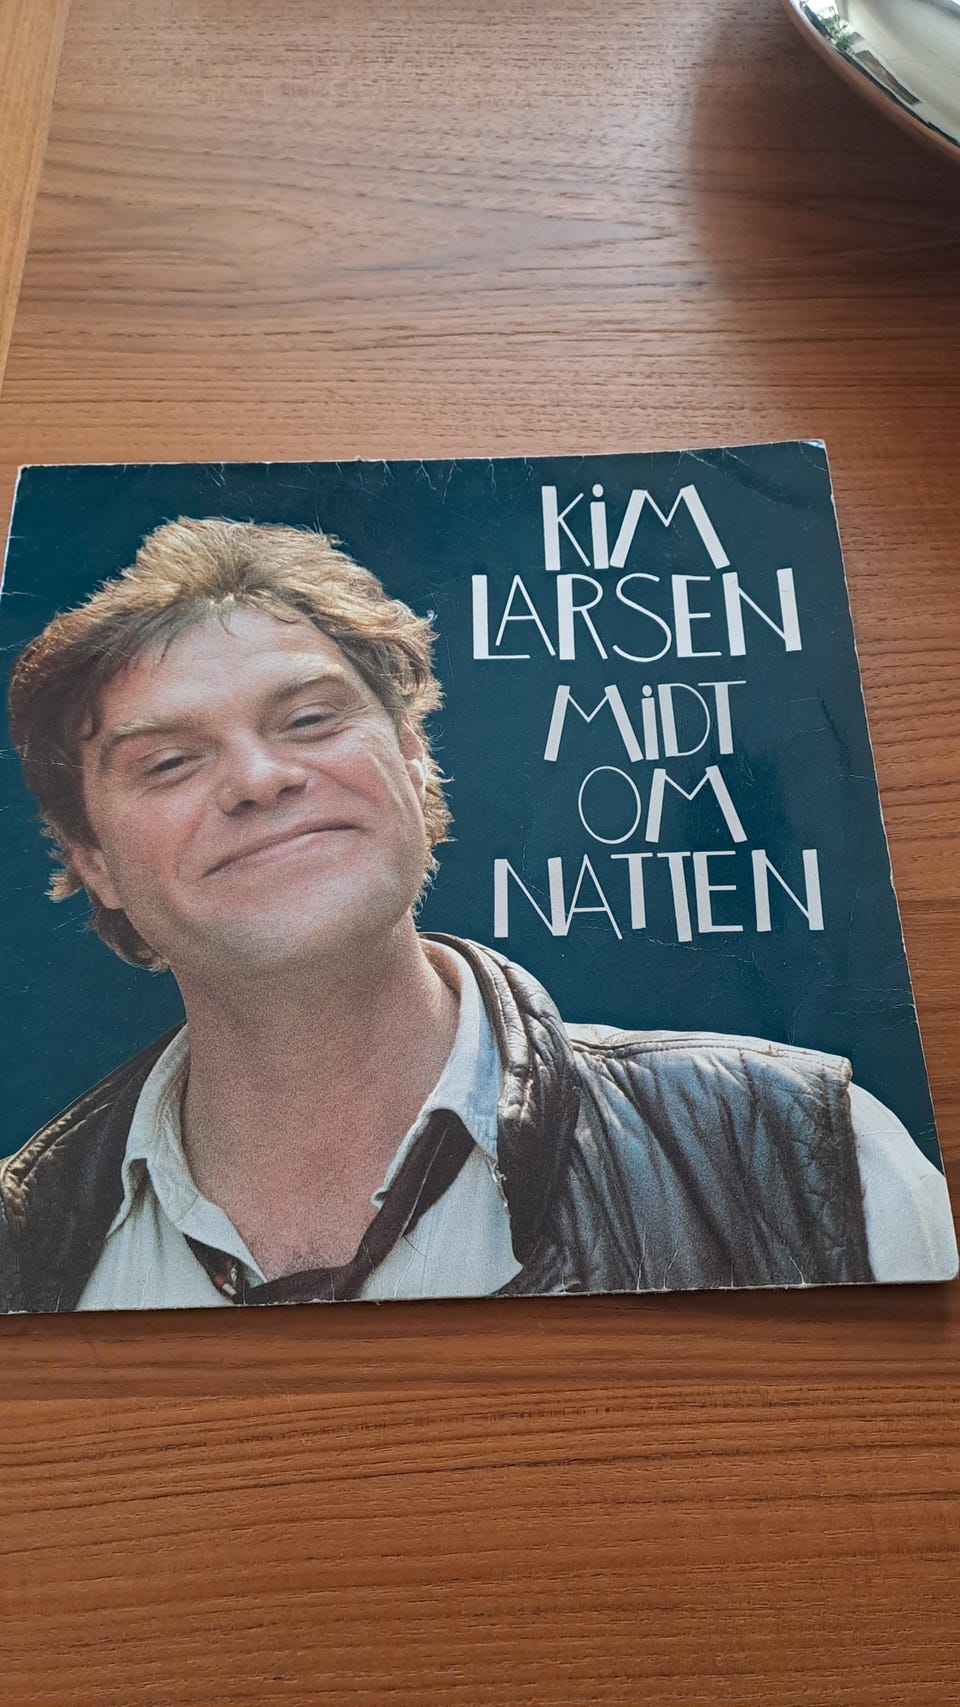 KiM
LARSEN
MiDT
OM
NATTEN